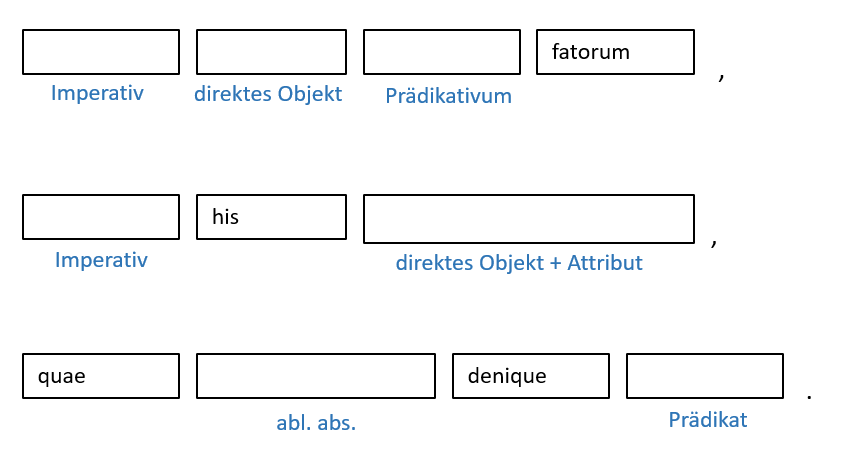 fatorum ,
Imperativ direktes Objekt Prädikativum
his ,
Imperativ direktes Objekt + Attribut
quae denique .
abl. abs. Prädikat